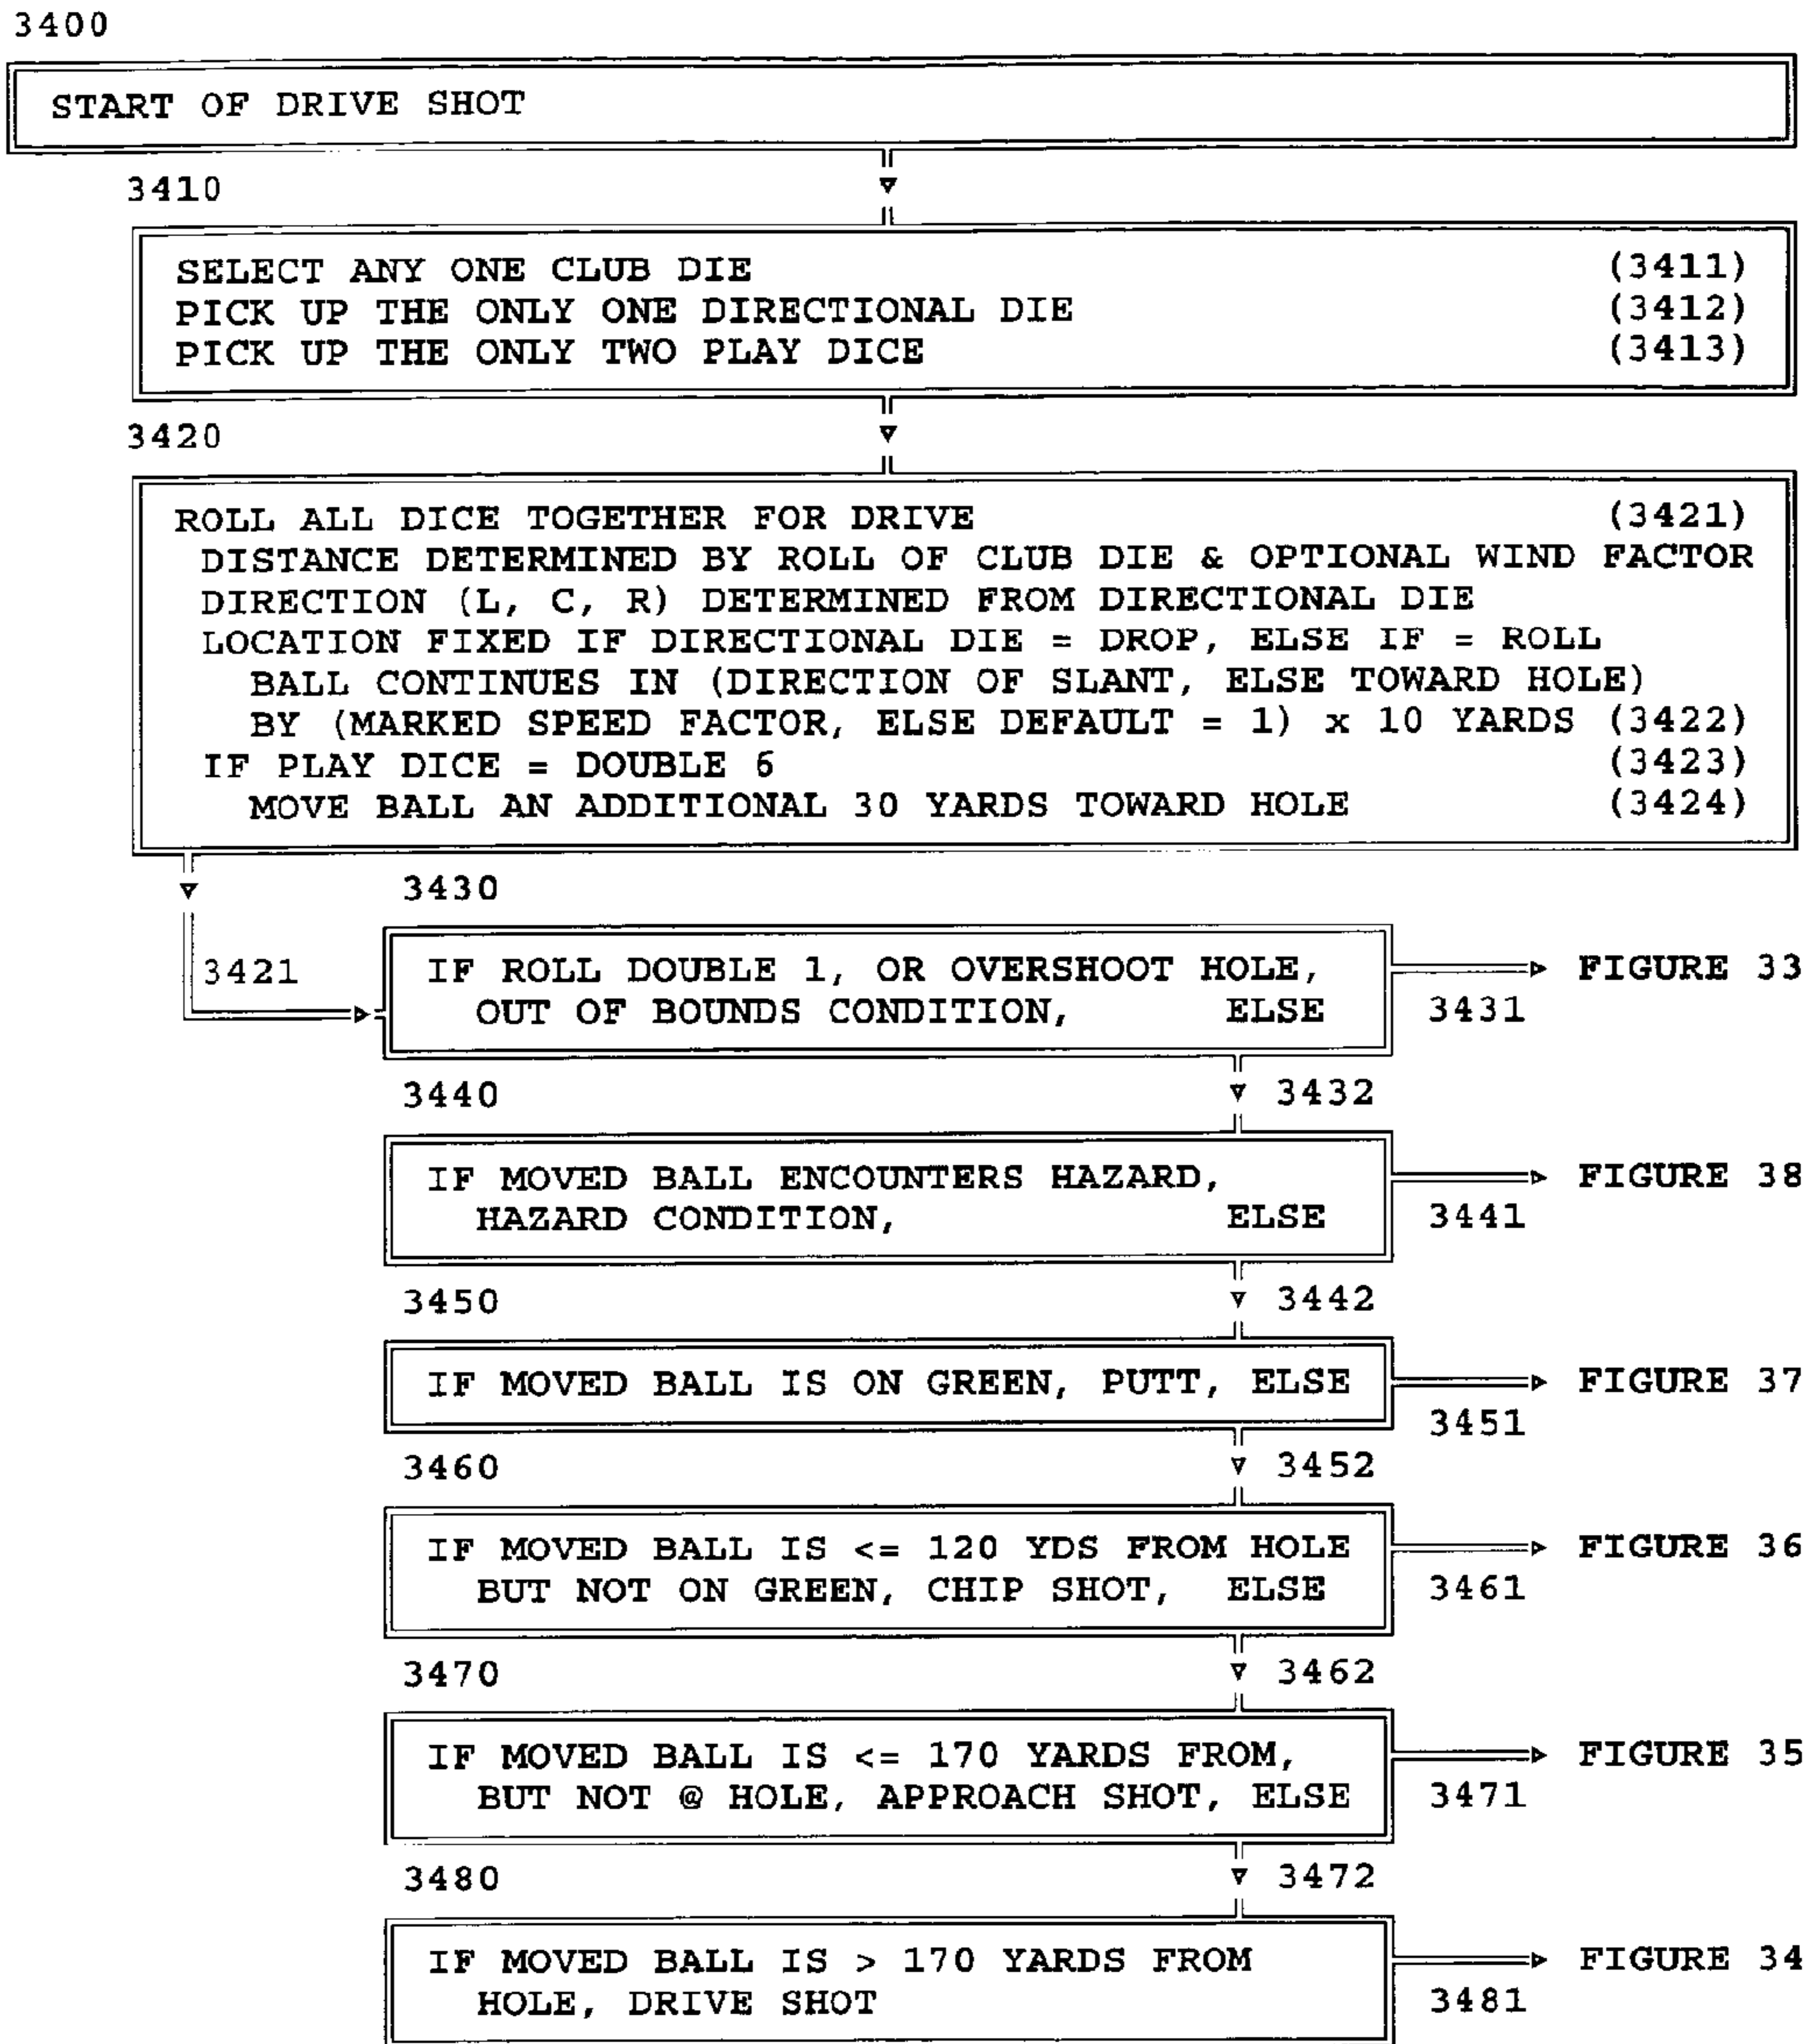 3400
START OF DRIVE SHOT
3410
SELECT ANY ONE CLUB DIE (3411)
PICK UP THE ONLY ONE DIRECTIONAL DIE (3412)
PICK UP THE ONLY TWO PLAY DICE (3413)
3420
ROLL ALL DICE TOGETHER FOR DRIVE (3421)
DISTANCE DETERMINED BY ROLL OF CLUB DIE & OPTIONAL WIND FACTOR
DIRECTION (L, C, R) DETERMINED FROM DIRECTIONAL DIE
LOCATION FIXED IF DIRECTIONAL DIE = DROP, ELSE IF = ROLL
BALL CONTINUES IN (DIRECTION OF SLANT, ELSE TOWARD HOLE)
BY (MARKED SPEED FACTOR, ELSE DEFAULT = 1) x 10 YARDS (3422)
IF PLAY DICE = DOUBLE 6 (3423)
MOVE BALL AN ADDITIONAL 30 YARDS TOWARD HOLE (3424)
3430
3421 IF ROLL DOUBLE 1, OR OVERSHOOT HOLE, FIGURE 33
OUT OF BOUNDS CONDITION, ELSE 3431
3440 3432
IF MOVED BALL ENCOUNTERS HAZARD, FIGURE 38
HAZARD CONDITION, ELSE 3441
3450 3442
IF MOVED BALL IS ON GREEN, PUTT, ELSE FIGURE 37
3451
3460 3452
IF MOVED BALL IS <= 120 YDS FROM HOLE FIGURE 36
BUT NOT ON GREEN, CHIP SHOT, ELSE 3461
3470 3462
IF MOVED BALL IS <= 170 YARDS FROM, FIGURE 35
BUT NOT @ HOLE, APPROACH SHOT, ELSE 3471
3480 3472
IF MOVED BALL IS > 170 YARDS FROM FIGURE 34
HOLE, DRIVE SHOT 3481